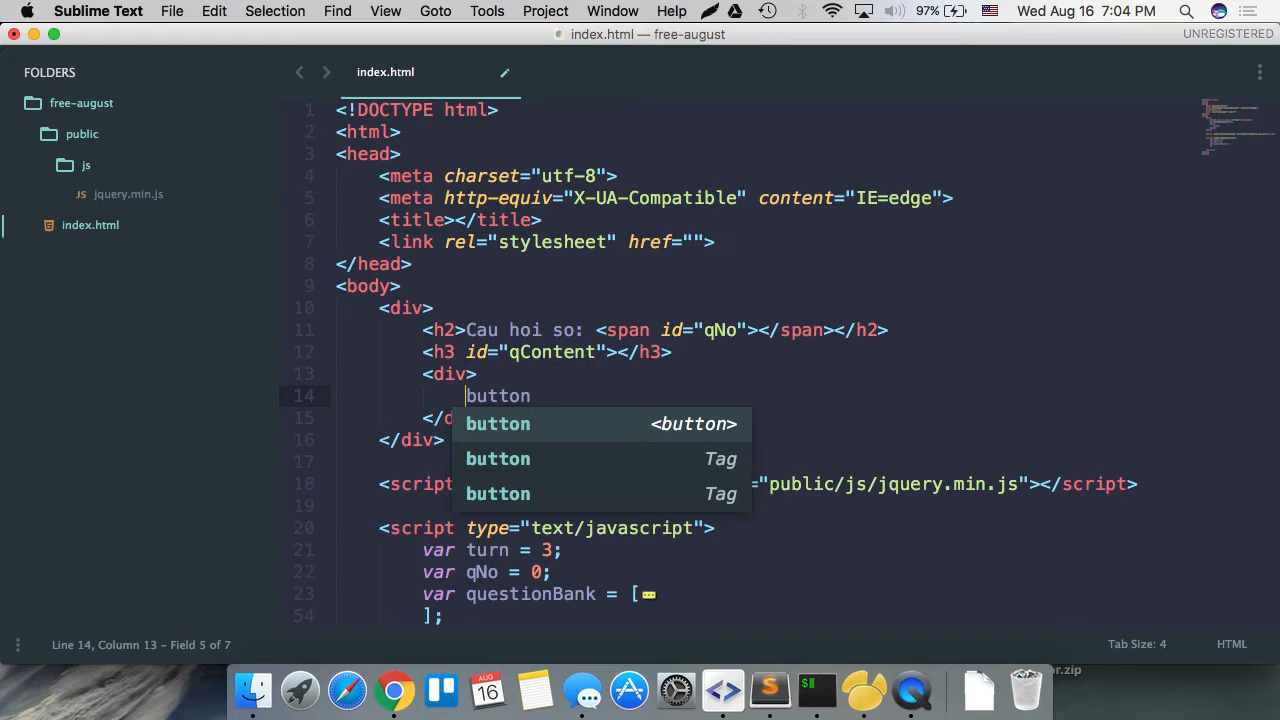 Sublime Text File Edit Selection Find View Goto Tools Project Window Help 97% Wed Aug 16 7:04 PM
index.html — free-august UNREGISTERED
FOLDERS
free-august
public
js
JS jquery.min.js
index.html
index.html
1 <!DOCTYPE html>
2 <html>
3 <head>
4 <meta charset="utf-8">
5 <meta http-equiv="X-UA-Compatible" content="IE=edge">
6 <title></title>
7 <link rel="stylesheet" href="">
8 </head>
9 <body>
10 <div>
11 <h2>Cau hoi so: <span id="qNo"></span></h2>
12 <h3 id="qContent"></h3>
13 <div>
14 button
15 </d
button <button>
16 </div>
button Tag
17
18 <script ="public/js/jquery.min.js"></script>
button Tag
19
20 <script type="text/javascript">
21 var turn = 3;
22 var qNo = 0;
23 var questionBank = [
54 ];
Line 14, Column 13 – Field 5 of 7 Tab Size: 4 HTML
or.zip
AUG
16